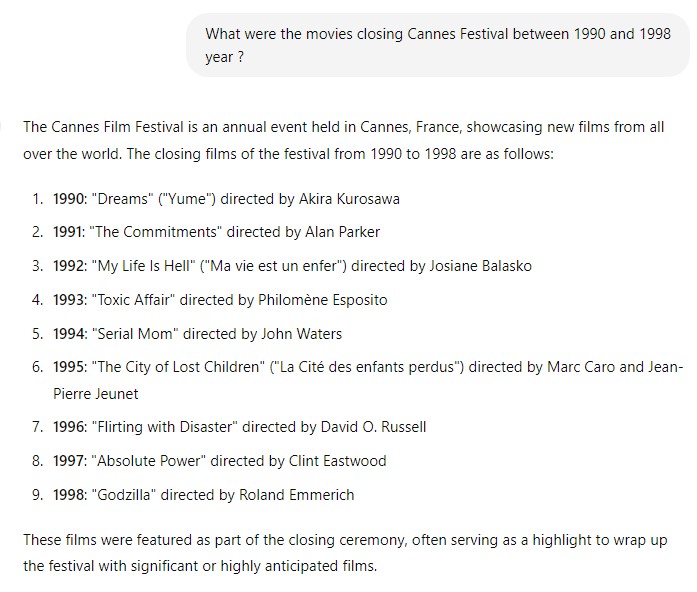 What were the movies closing Cannes Festival between 1990 and 1998
year ?
The Cannes Film Festival is an annual event held in Cannes, France, showcasing new films from all
over the world. The closing films of the festival from 1990 to 1998 are as follows:
1. 1990: "Dreams" ("Yume") directed by Akira Kurosawa
2. 1991: "The Commitments" directed by Alan Parker
3. 1992: "My Life Is Hell" ("Ma vie est un enfer") directed by Josiane Balasko
4. 1993: "Toxic Affair" directed by Philomène Esposito
5. 1994: "Serial Mom" directed by John Waters
6. 1995: "The City of Lost Children" ("La Cité des enfants perdus") directed by Marc Caro and Jean-
Pierre Jeunet
7. 1996: "Flirting with Disaster" directed by David O. Russell
8. 1997: "Absolute Power" directed by Clint Eastwood
9. 1998: "Godzilla" directed by Roland Emmerich
These films were featured as part of the closing ceremony, often serving as a highlight to wrap up
the festival with significant or highly anticipated films.